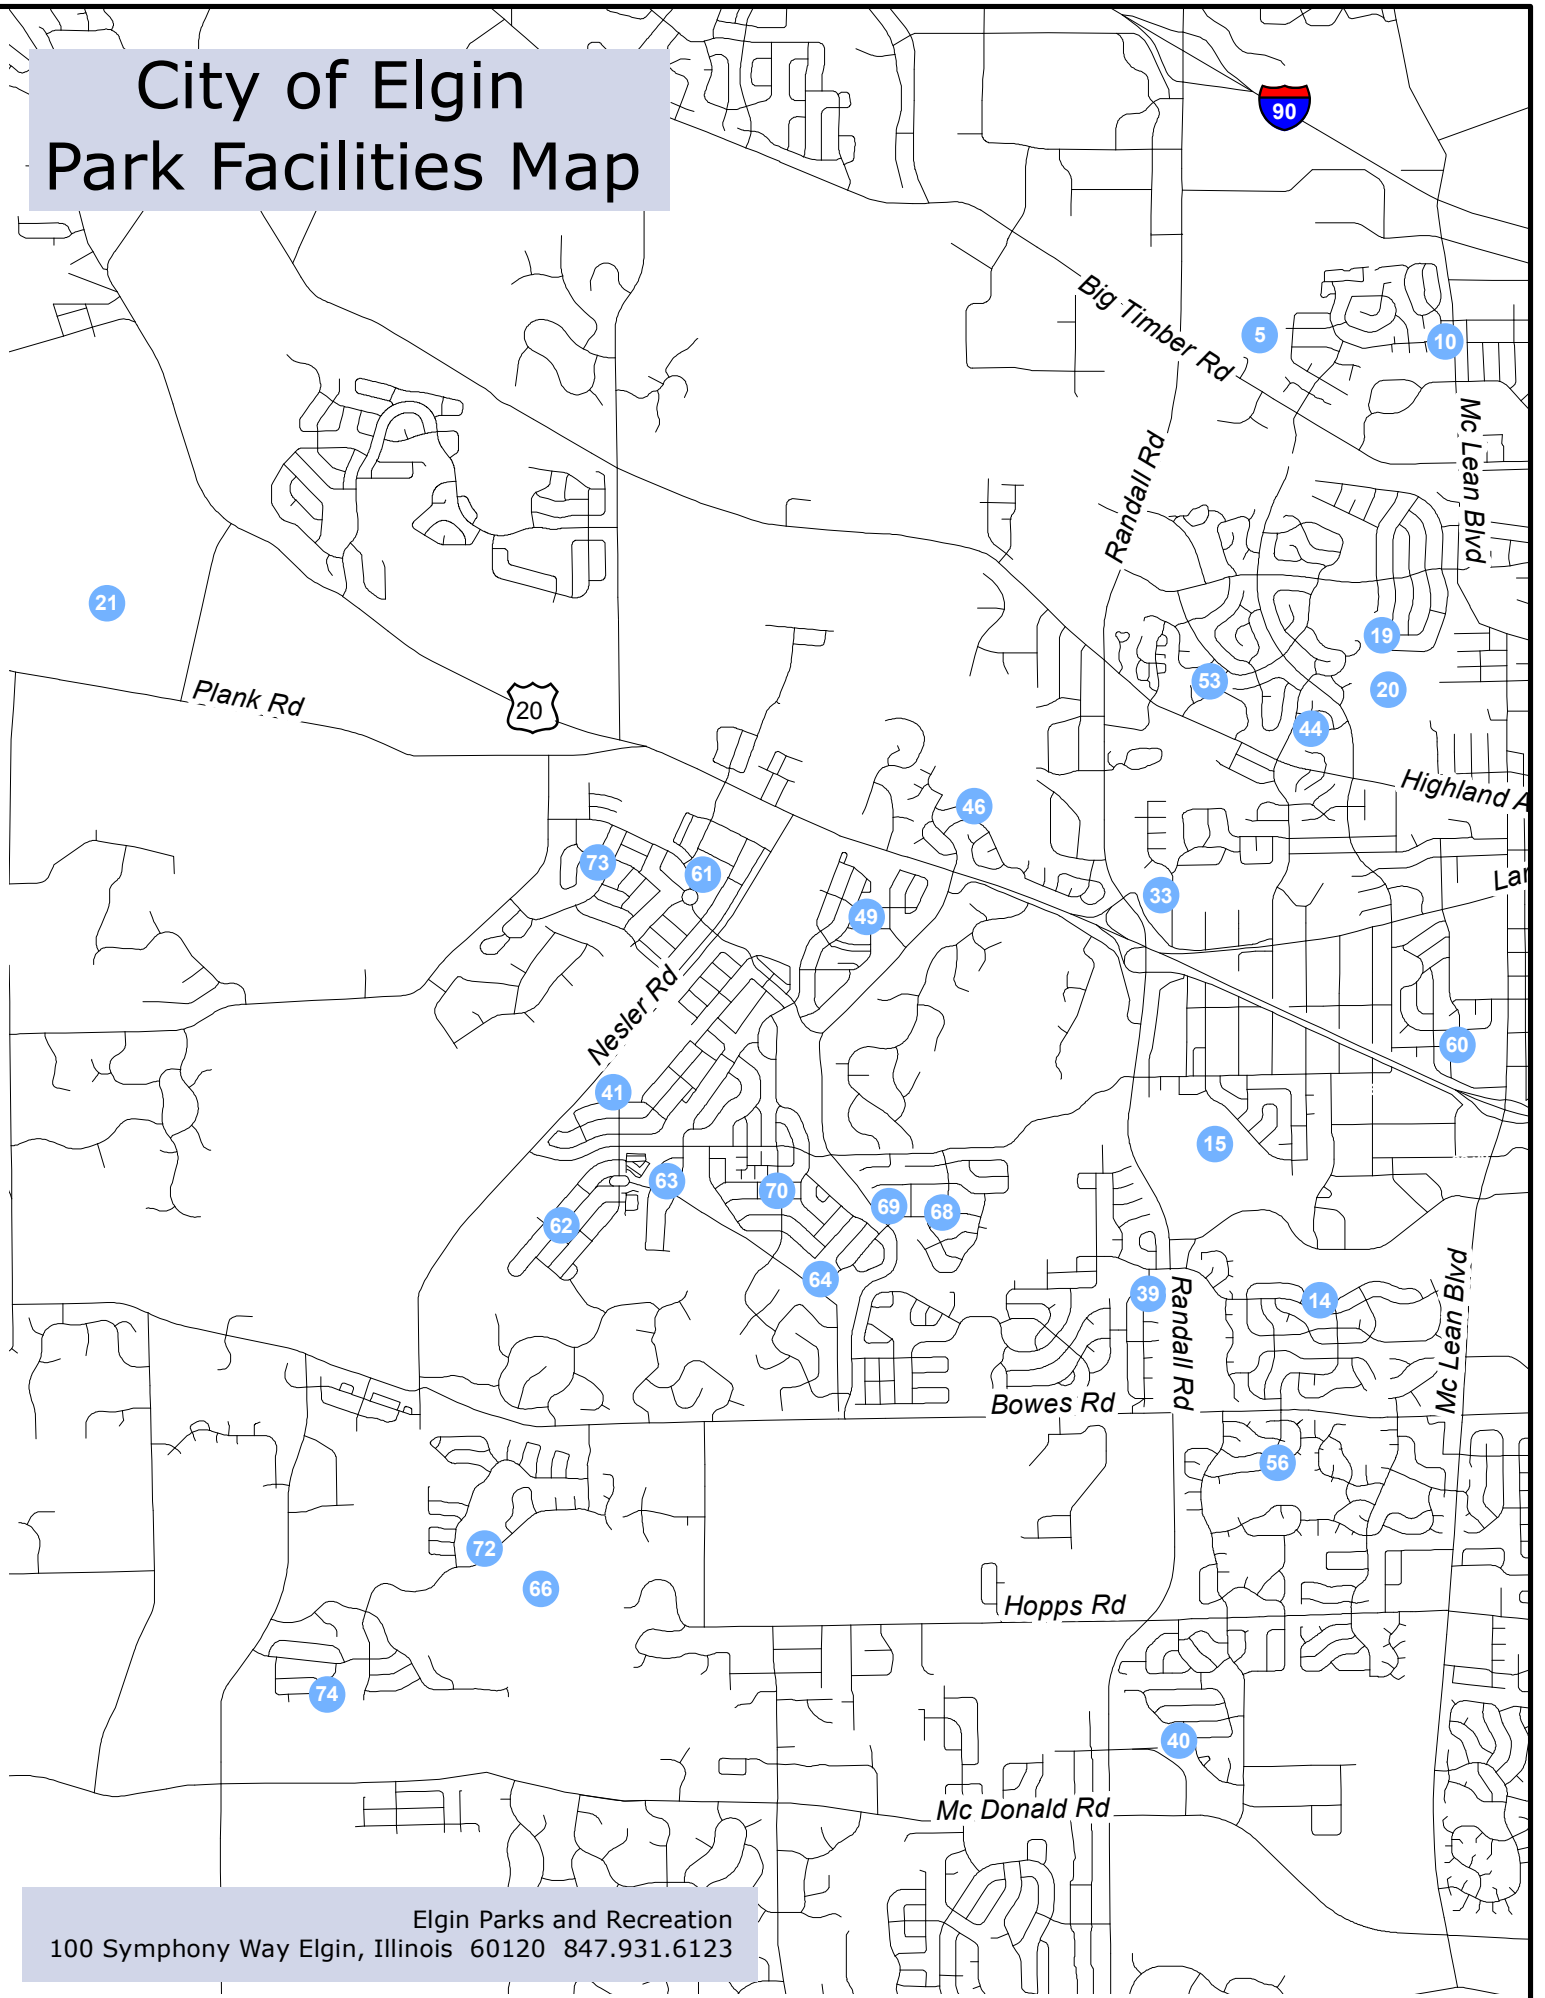 City of Elgin
Park Facilities Map
90
Big Timber Rd
5
10
Mc Lean Blvd
Randall Rd
21
19
53
20
Plank Rd
20
44
Highland A
46
73
61
Lar
33
49
Nesler Rd
60
41
15
63
70
69
68
62
64
39
14
Randall Rd
Mc Lean Blvd
Bowes Rd
56
72
66
Hopps Rd
74
40
Mc Donald Rd
Elgin Parks and Recreation
100 Symphony Way Elgin, Illinois 60120 847.931.6123